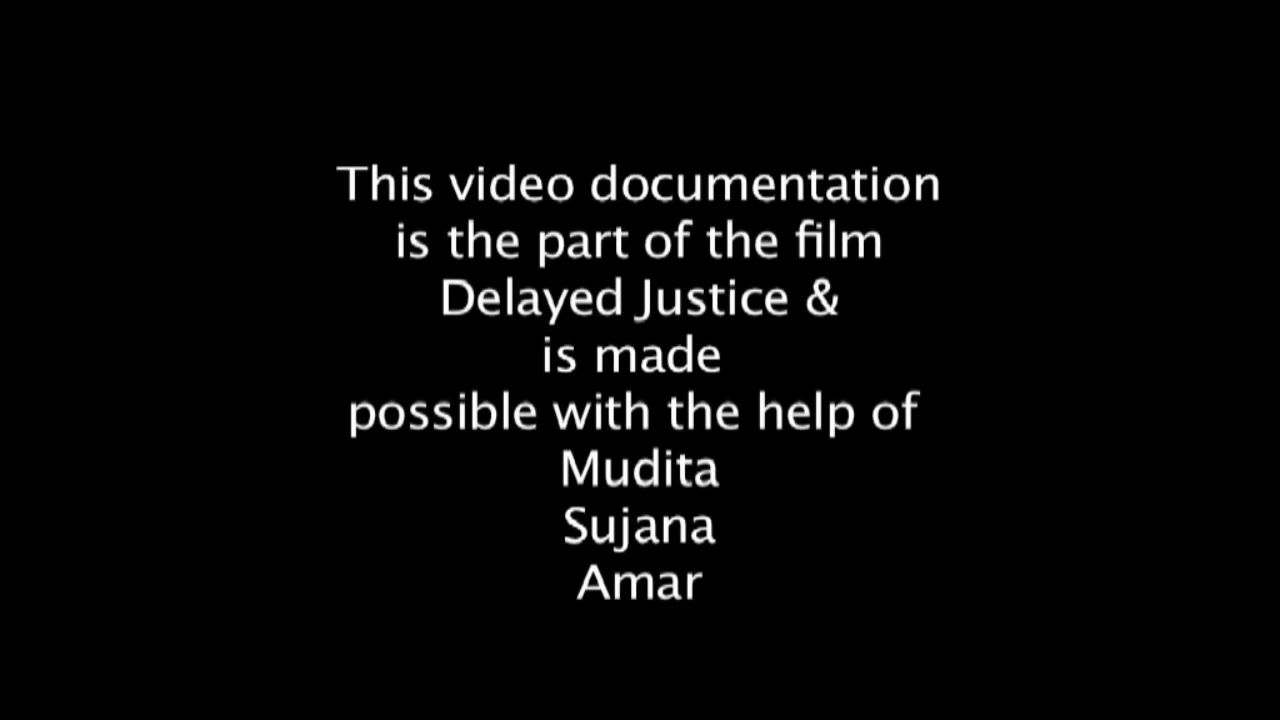 This video documentation
is the part of the film
Delayed Justice &
is made
possible with the help of
Mudita
Sujana
Amar